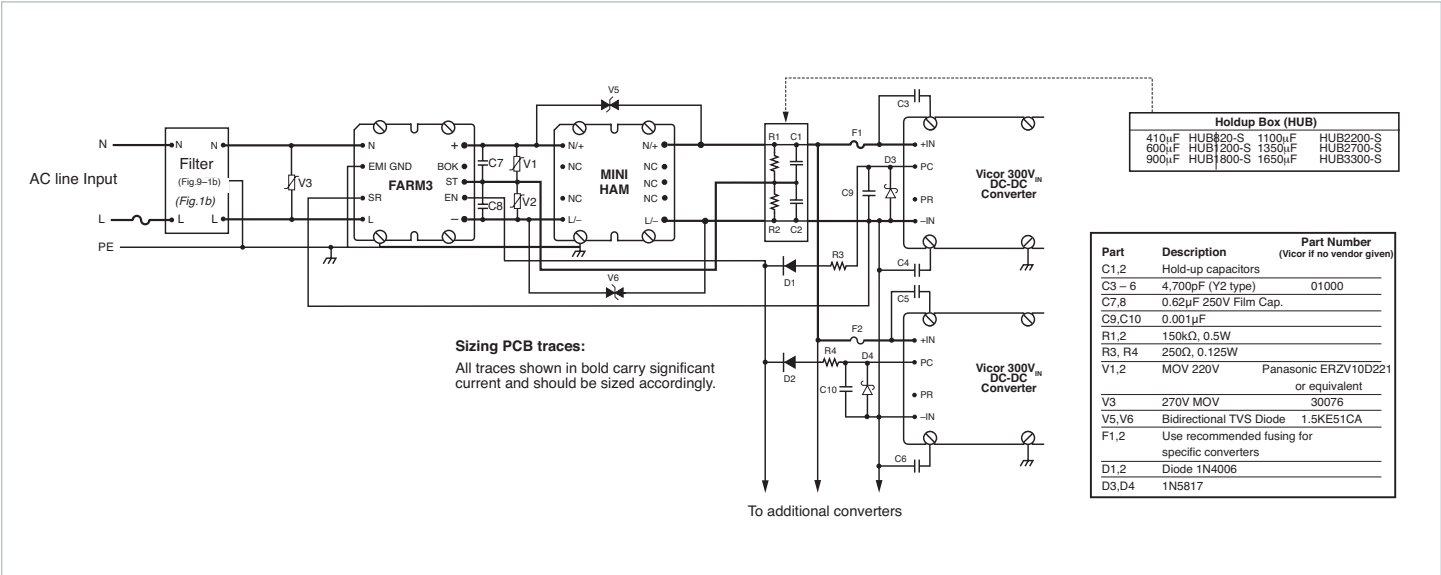 V5
C3
Holdup Box (HUB)
410μF HUB820-S 1100μF HUB2200-S
600μF HUB1200-S 1350μF HUB2700-S
900μF HUB1800-S 1650μF HUB3300-S
R1 C1
F1
N
N N
N
+
N/+
N/+
+IN
Filter
(Fig.9–1b)
(Fig.1b)
AC line Input
V3
EMI GND
BOK
C7
V1
NC
NC
D3
PC
FARM3
ST
MINI
HAM
NC
C9
Vicor 300VIN
DC-DC
Converter
SR
EN
C8
V2
NC
NC
PR
L
L L
L
–
L/–
L/–
R2 C2
–IN
PE
R3
C4
D1
V6
C5
Part Description Part Number
(Vicor if no vendor given)
C1,2 Hold-up capacitors
C3 – 6 4,700pF (Y2 type) 01000
C7,8 0.62μF 250V Film Cap.
C9,C10 0.001μF
R1,2 150kΩ, 0.5W
R3, R4 250Ω, 0.125W
V1,2 MOV 220V Panasonic ERZV10D221
or equivalent
V3 270V MOV 30076
V5,V6 Bidirectional TVS Diode 1.5KE51CA
F1,2 Use recommended fusing for
specific converters
D1,2 Diode 1N4006
D3,D4 1N5817
Sizing PCB traces:
All traces shown in bold carry significant
current and should be sized accordingly.
F2
+IN
R4
D4
PC
D2
C10
Vicor 300VIN
DC-DC
Converter
PR
–IN
C6
To additional converters